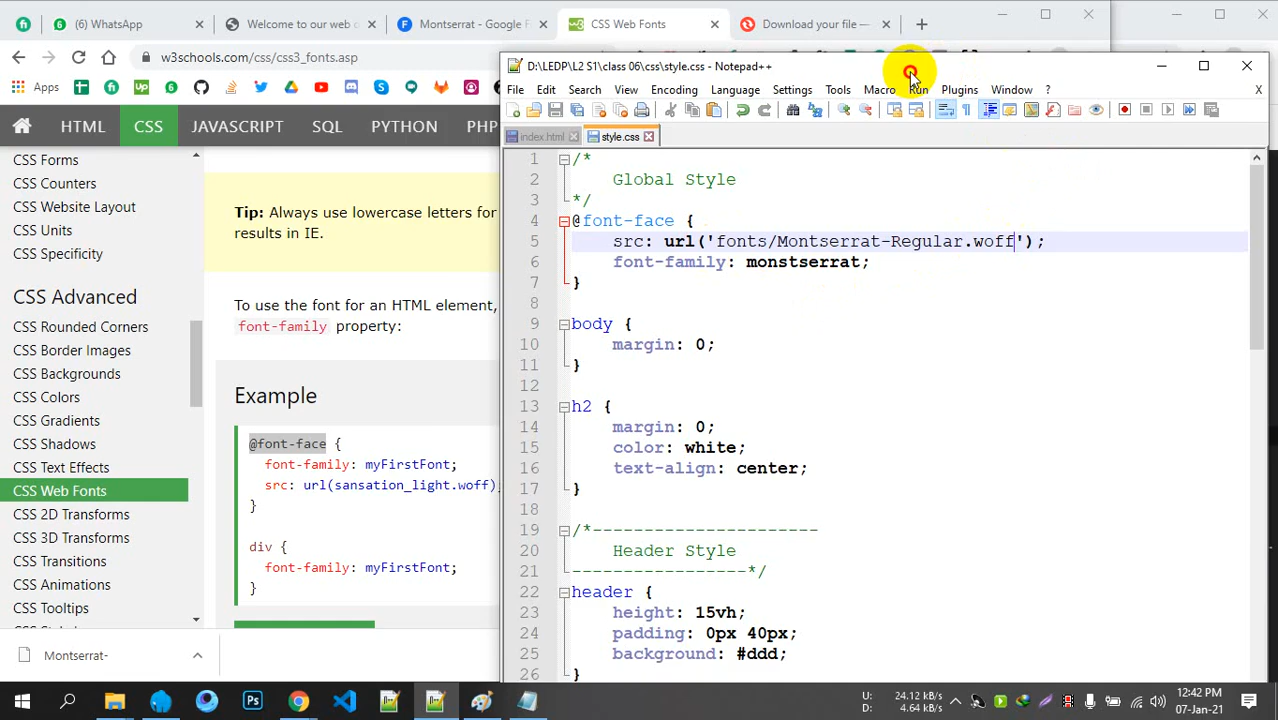 (6) WhatsApp
Welcome to our web c
Montserrat - Google F
CSS Web Fonts
Download your file —
w3schools.com/css/css3_fonts.asp
Apps
D:\LEDP\L2 S1\class 06\css\style.css - Notepad++
File Edit Search View Encoding Language Settings Tools Macro Run Plugins Window ? X
index.html style.css
HTML CSS JAVASCRIPT SQL PYTHON PHP
CSS Forms
CSS Counters
CSS Website Layout
CSS Units
CSS Specificity
CSS Advanced
CSS Rounded Corners
CSS Border Images
CSS Backgrounds
CSS Colors
CSS Gradients
CSS Shadows
CSS Text Effects
CSS Web Fonts
CSS 2D Transforms
CSS 3D Transforms
CSS Transitions
CSS Animations
CSS Tooltips
Tip: Always use lowercase letters for
results in IE.
To use the font for an HTML element,
font-family property:
Example
@font-face {
font-family: myFirstFont;
src: url(sansation_light.woff)
}
div {
font-family: myFirstFont;
}
1 /*
2 Global Style
3 */
4 @font-face {
5 src: url('fonts/Montserrat-Regular.woff');
6 font-family: monstserrat;
7 }
8
9 body {
10 margin: 0;
11 }
12
13 h2 {
14 margin: 0;
15 color: white;
16 text-align: center;
17 }
18
19 /*----------------------
20 Header Style
21 -----------------*/
22 header {
23 height: 15vh;
24 padding: 0px 40px;
25 background: #ddd;
26 }
Montserrat-
U: 24.12 kB/s
D: 4.64 kB/s
12:42 PM
07-Jan-21